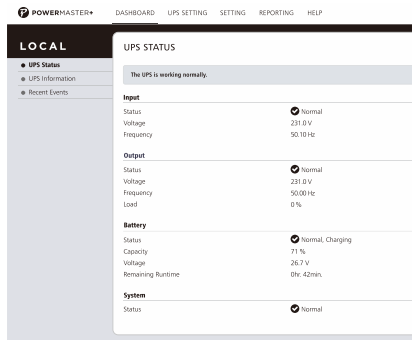 POWERMASTER+ DASHBOARD UPS SETTING SETTING REPORTING HELP
LOCAL
UPS Status
UPS Information
Recent Events
UPS STATUS
The UPS is working normally.
Input
Status Normal
Voltage 231.0 V
Frequency 50.10 Hz
Output
Status Normal
Voltage 231.0 V
Frequency 50.00 Hz
Load 0 %
Battery
Status Normal, Charging
Capacity 71 %
Voltage 26.7 V
Remaining Runtime 0hr. 42min.
System
Status Normal